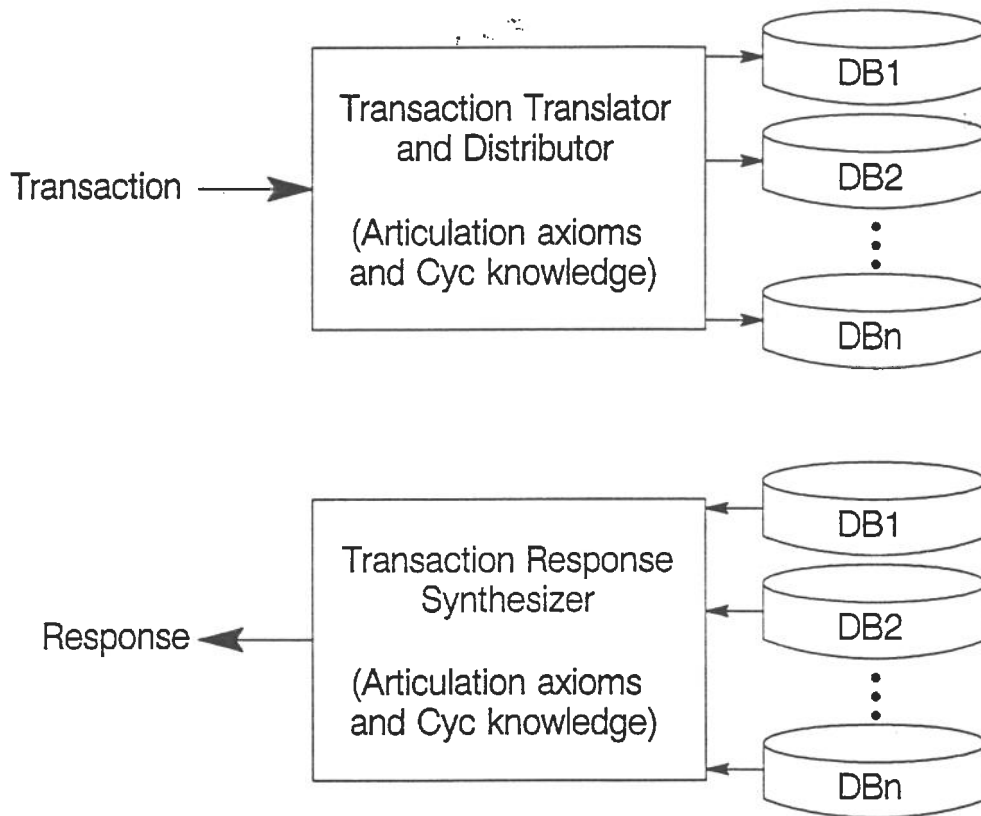 Transaction Translator
and Distributor
(Articulation axioms
and Cyc knowledge)
Transaction
DB1
DB2
DBn
Transaction Response
Synthesizer
(Articulation axioms
and Cyc knowledge)
Response
DB1
DB2
DBn